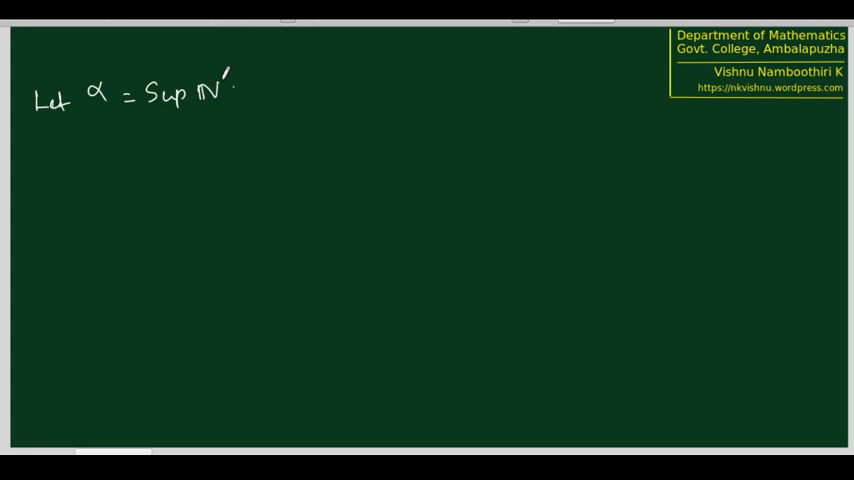 Department of Mathematics
Govt. College, Ambalapuzha
Vishnu Namboothiri K
https://nkvishnu.wordpress.com
Let α = Sup ℕ.